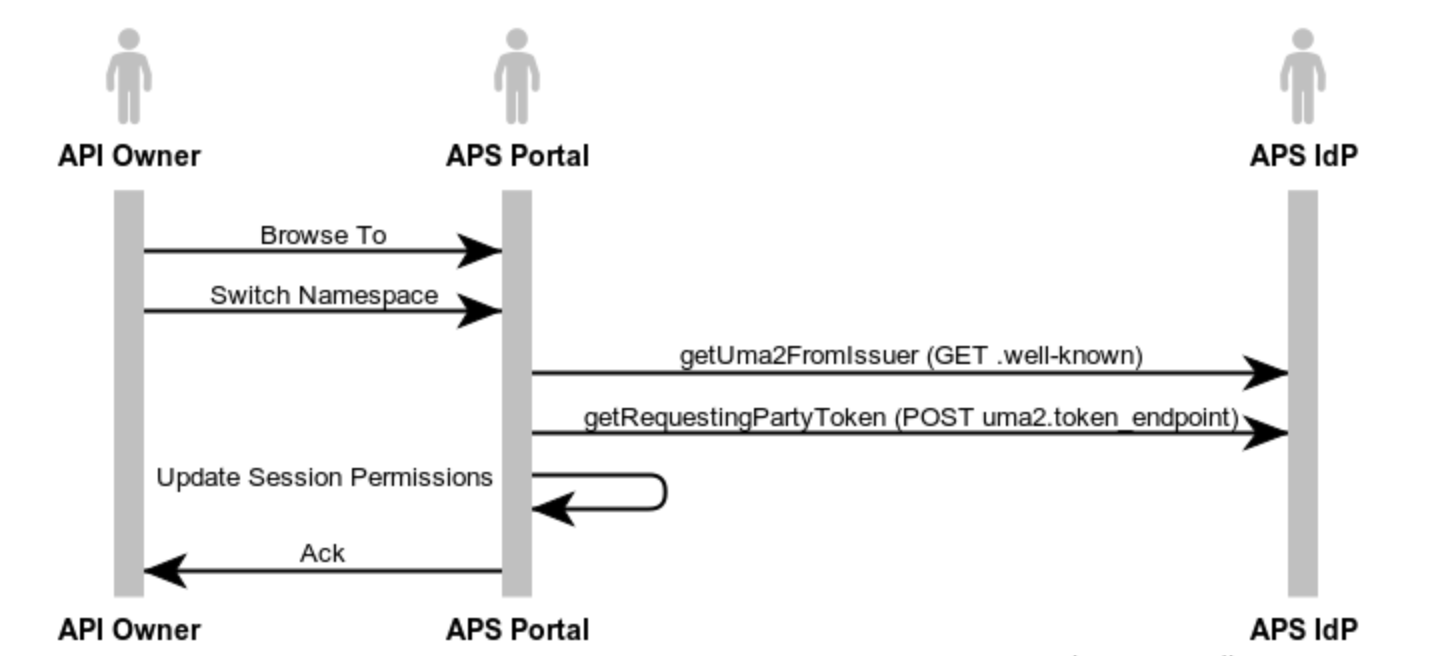 API Owner
APS Portal
APS IdP
Browse To
Switch Namespace
getUma2FromIssuer (GET .well-known)
getRequestingPartyToken (POST uma2.token_endpoint)
Update Session Permissions
Ack
API Owner
APS Portal
APS IdP